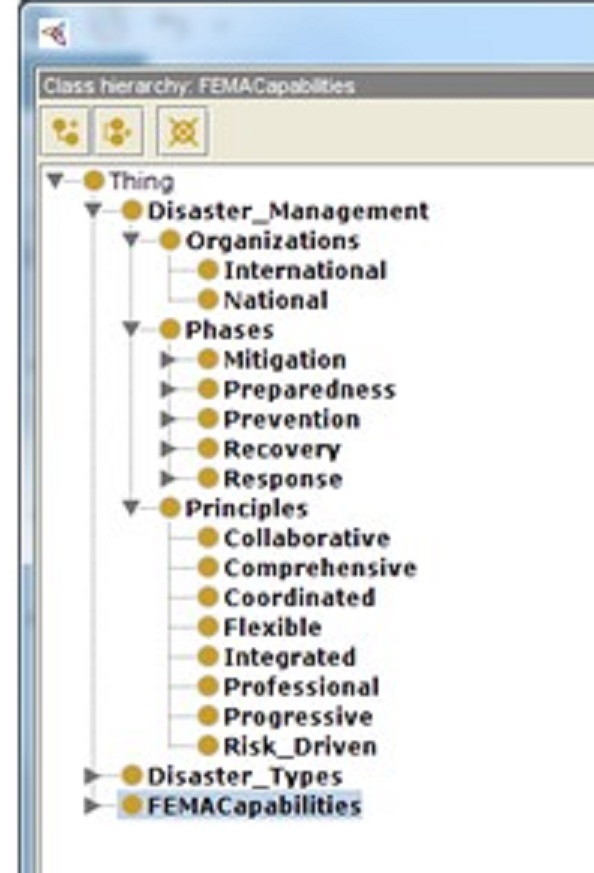 Class hierarchy: FEMACapabilities
Thing
Disaster_Management
Organizations
International
National
Phases
Mitigation
Preparedness
Prevention
Recovery
Response
Principles
Collaborative
Comprehensive
Coordinated
Flexible
Integrated
Professional
Progressive
Risk_Driven
Disaster_Types
FEMACapabilities